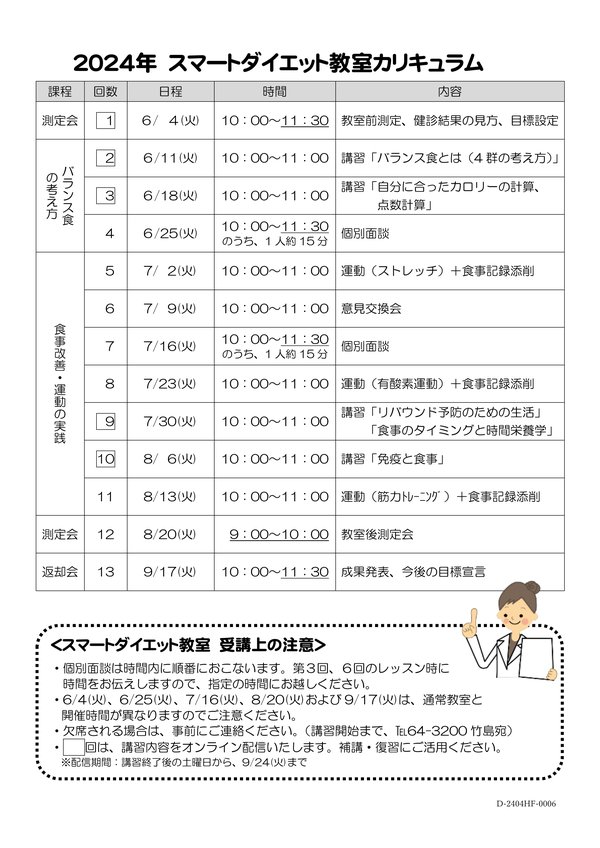 2024年 スマートダイエット教室カリキュラム
課程 回数 日程 時間 内容
測定会 1 6/ 4(火) 10：00～11：30 教室前測定、健診結果の見方、目標設定
バランス食の考え方
2 6/11(火) 10：00～11：00 講習「バランス食とは（4群の考え方）」
3 6/18(火) 10：00～11：00 講習「自分に合ったカロリーの計算、
点数計算」
4 6/25(火) 10：00～11：30 個別面談
のうち、1人約15分
食事改善・運動の実践
5 7/ 2(火) 10：00～11：00 運動（ストレッチ）＋食事記録添削
6 7/ 9(火) 10：00～11：00 意見交換会
7 7/16(火) 10：00～11：30 個別面談
のうち、1人約15分
8 7/23(火) 10：00～11：00 運動（有酸素運動）＋食事記録添削
9 7/30(火) 10：00～11：00 講習「リバウンド予防のための生活」
「食事のタイミングと時間栄養学」
10 8/ 6(火) 10：00～11：00 講習「免疫と食事」
11 8/13(火) 10：00～11：00 運動（筋力ﾄﾚｰﾆﾝｸﾞ）＋食事記録添削
測定会 12 8/20(火) 9：00～10：00 教室後測定会
返却会 13 9/17(火) 10：00～11：30 成果発表、今後の目標宣言
<スマートダイエット教室 受講上の注意>
・個別面談は時間内に順番におこないます。第3回、6回のレッスン時に
時間をお伝えしますので、指定の時間にお越しください。
・6/4(火)、6/25(火)、7/16(火)、8/20(火)および9/17(火)は、通常教室と
開催時間が異なりますのでご注意ください。
・欠席される場合は、事前にご連絡ください。（講習開始まで、℡64-3200 竹島宛）
・ 回は、講習内容をオンライン配信いたします。補講・復習にご活用ください。
※配信期間：講習終了後の土曜日から、9/24(火)まで
D-2404HF-0006